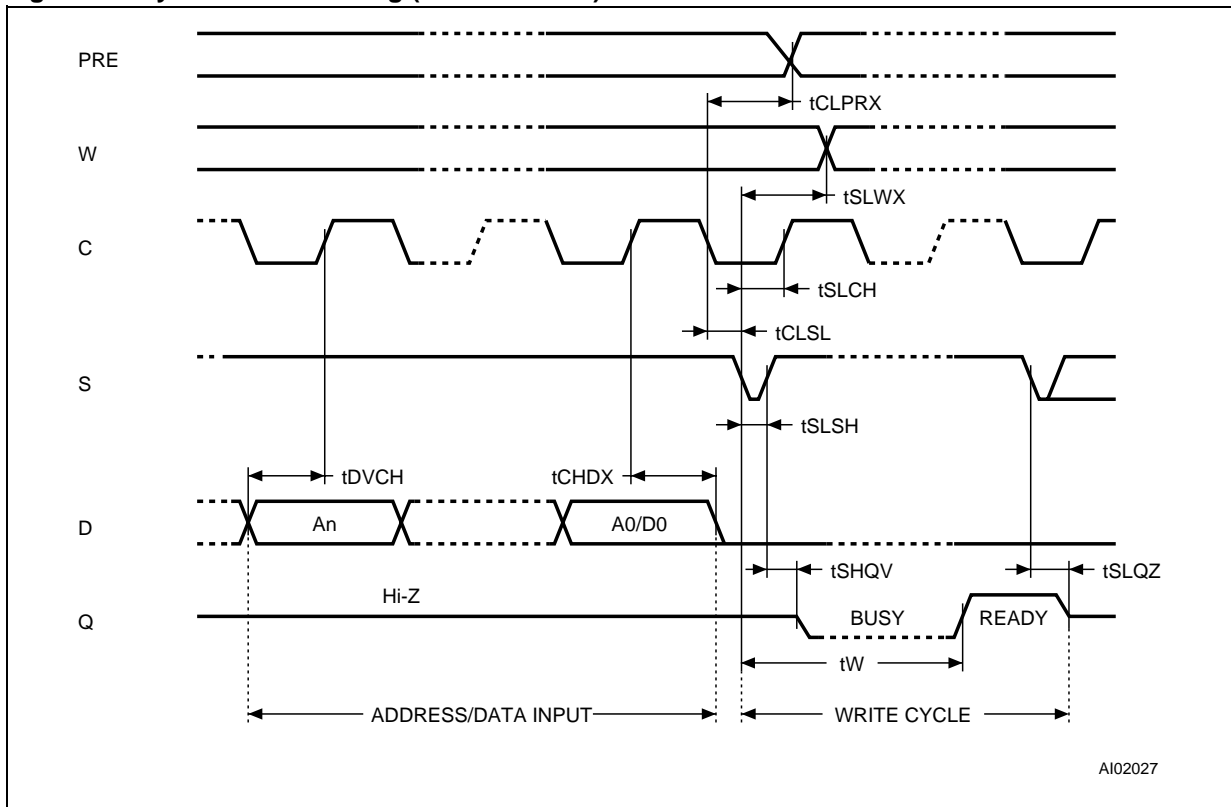 PRE
tCLPRX
W
tSLWX
C
tSLCH
tCLSL
S
tSLSH
tDVCH
tCHDX
D
An
A0/D0
tSHQV
tSLQZ
Hi-Z
Q
BUSY
READY
tW
ADDRESS/DATA INPUT
WRITE CYCLE
AI02027